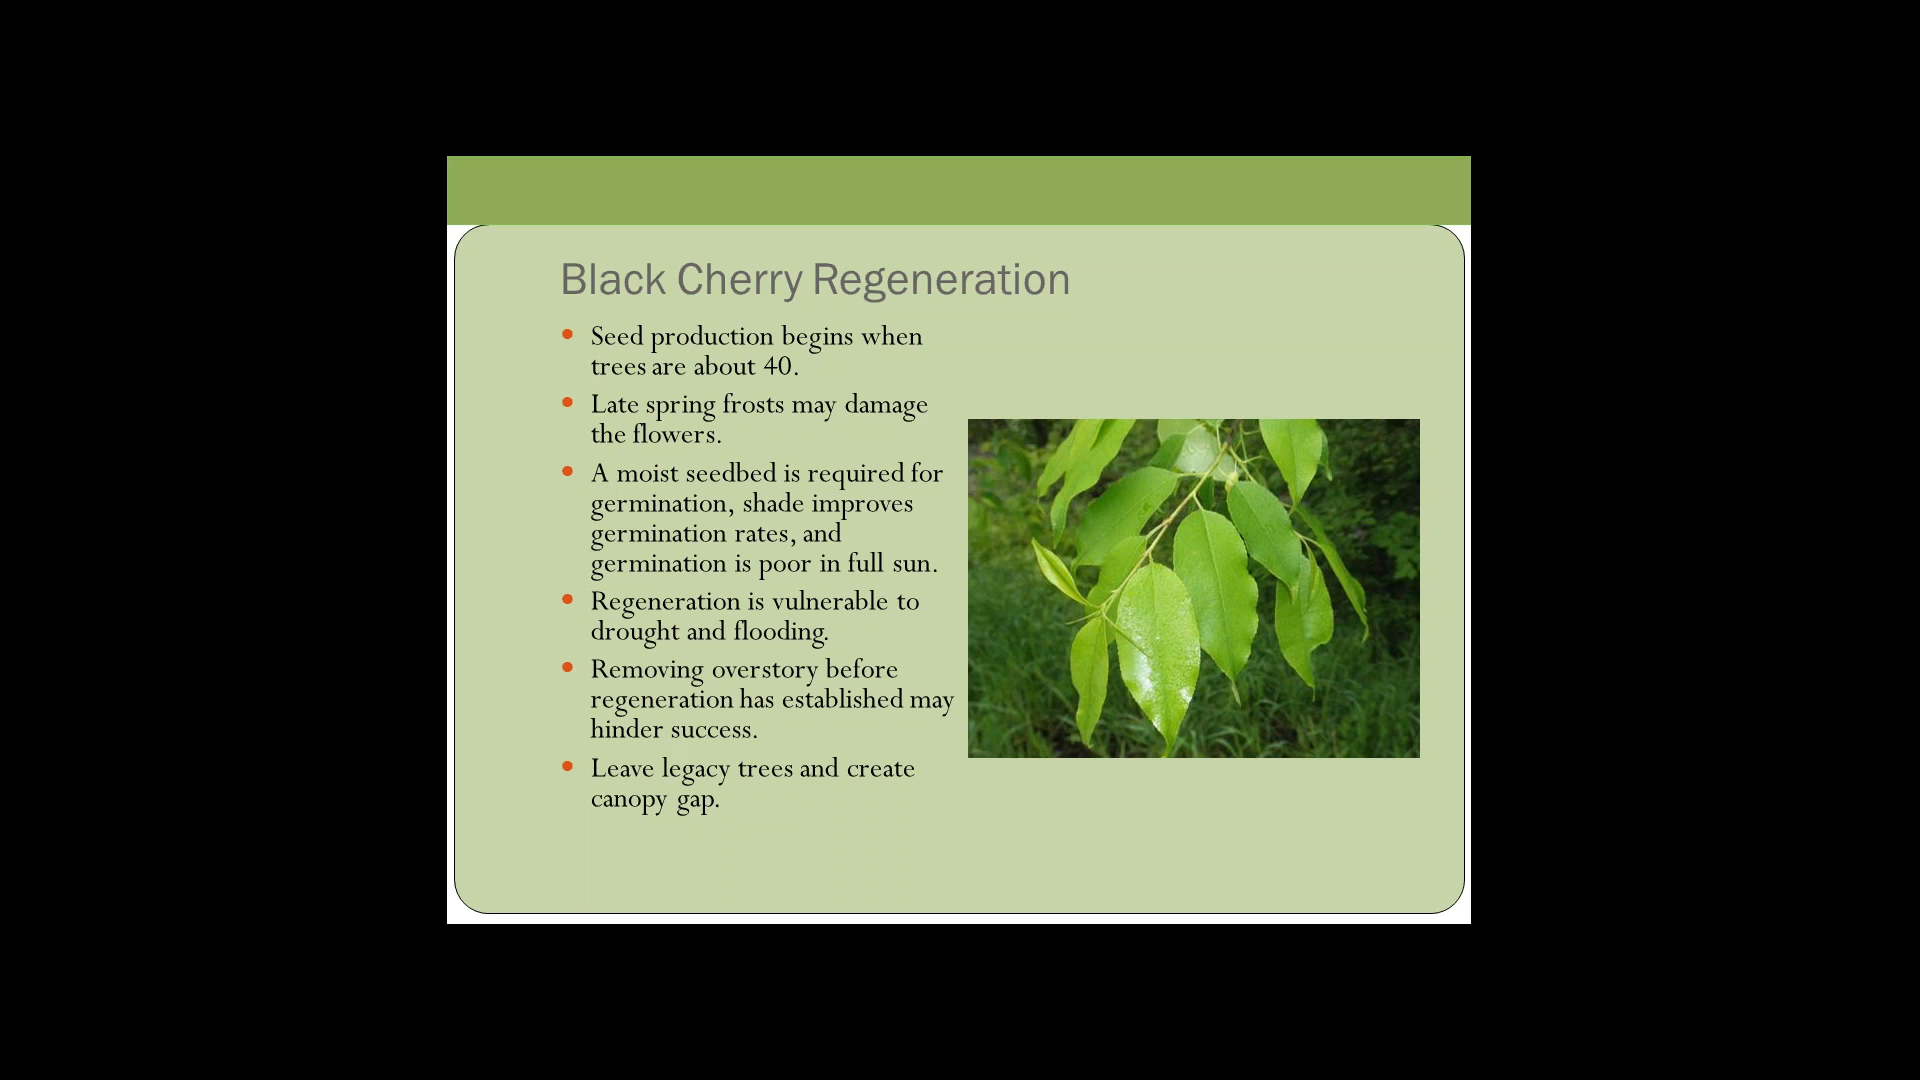 Black Cherry Regeneration
• Seed production begins when
trees are about 40.
• Late spring frosts may damage
the flowers.
• A moist seedbed is required for
germination, shade improves
germination rates, and
germination is poor in full sun.
• Regeneration is vulnerable to
drought and flooding.
• Removing overstory before
regeneration has established may
hinder success.
• Leave legacy trees and create
canopy gap.